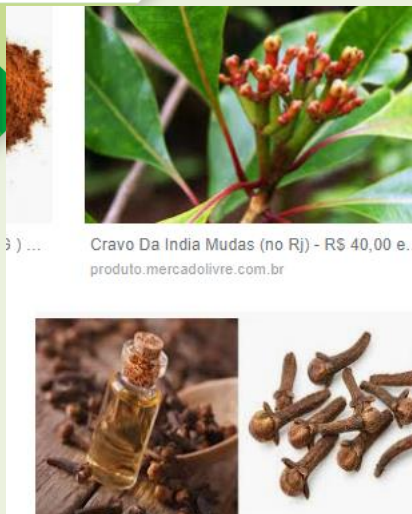 G ) ...
Cravo Da India Mudas (no Rj) - R$ 40,00 e...
produto.mercadolivre.com.br